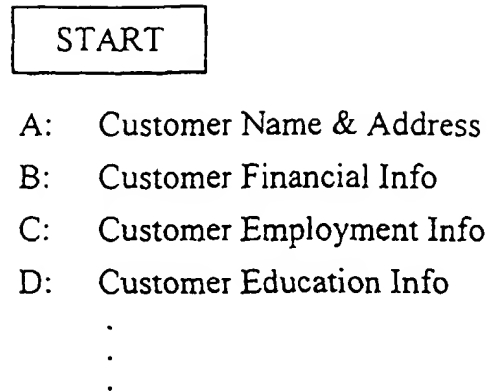 START
A: Customer Name & Address
B: Customer Financial Info
C: Customer Employment Info
D: Customer Education Info
.
.
.